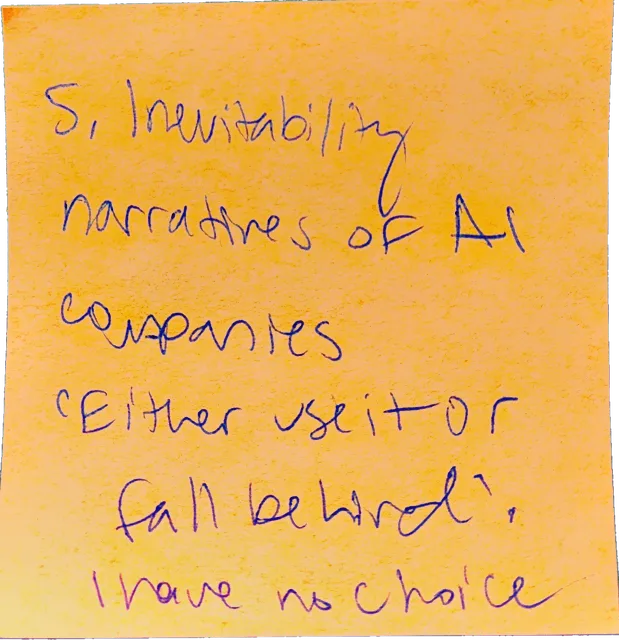 5. Inevitability
narratives of AI
companies
'Either use it or
fall behind'.
I have no choice